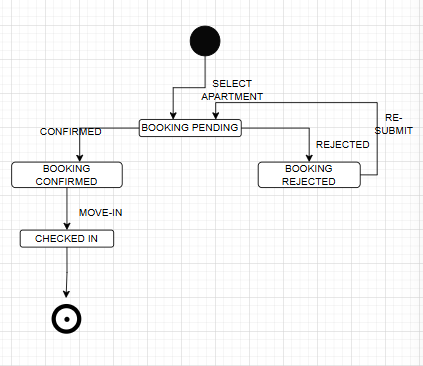 SELECT
APARTMENT
RE-
SUBMIT
CONFIRMED
BOOKING PENDING
REJECTED
BOOKING
CONFIRMED
BOOKING
REJECTED
MOVE-IN
CHECKED IN